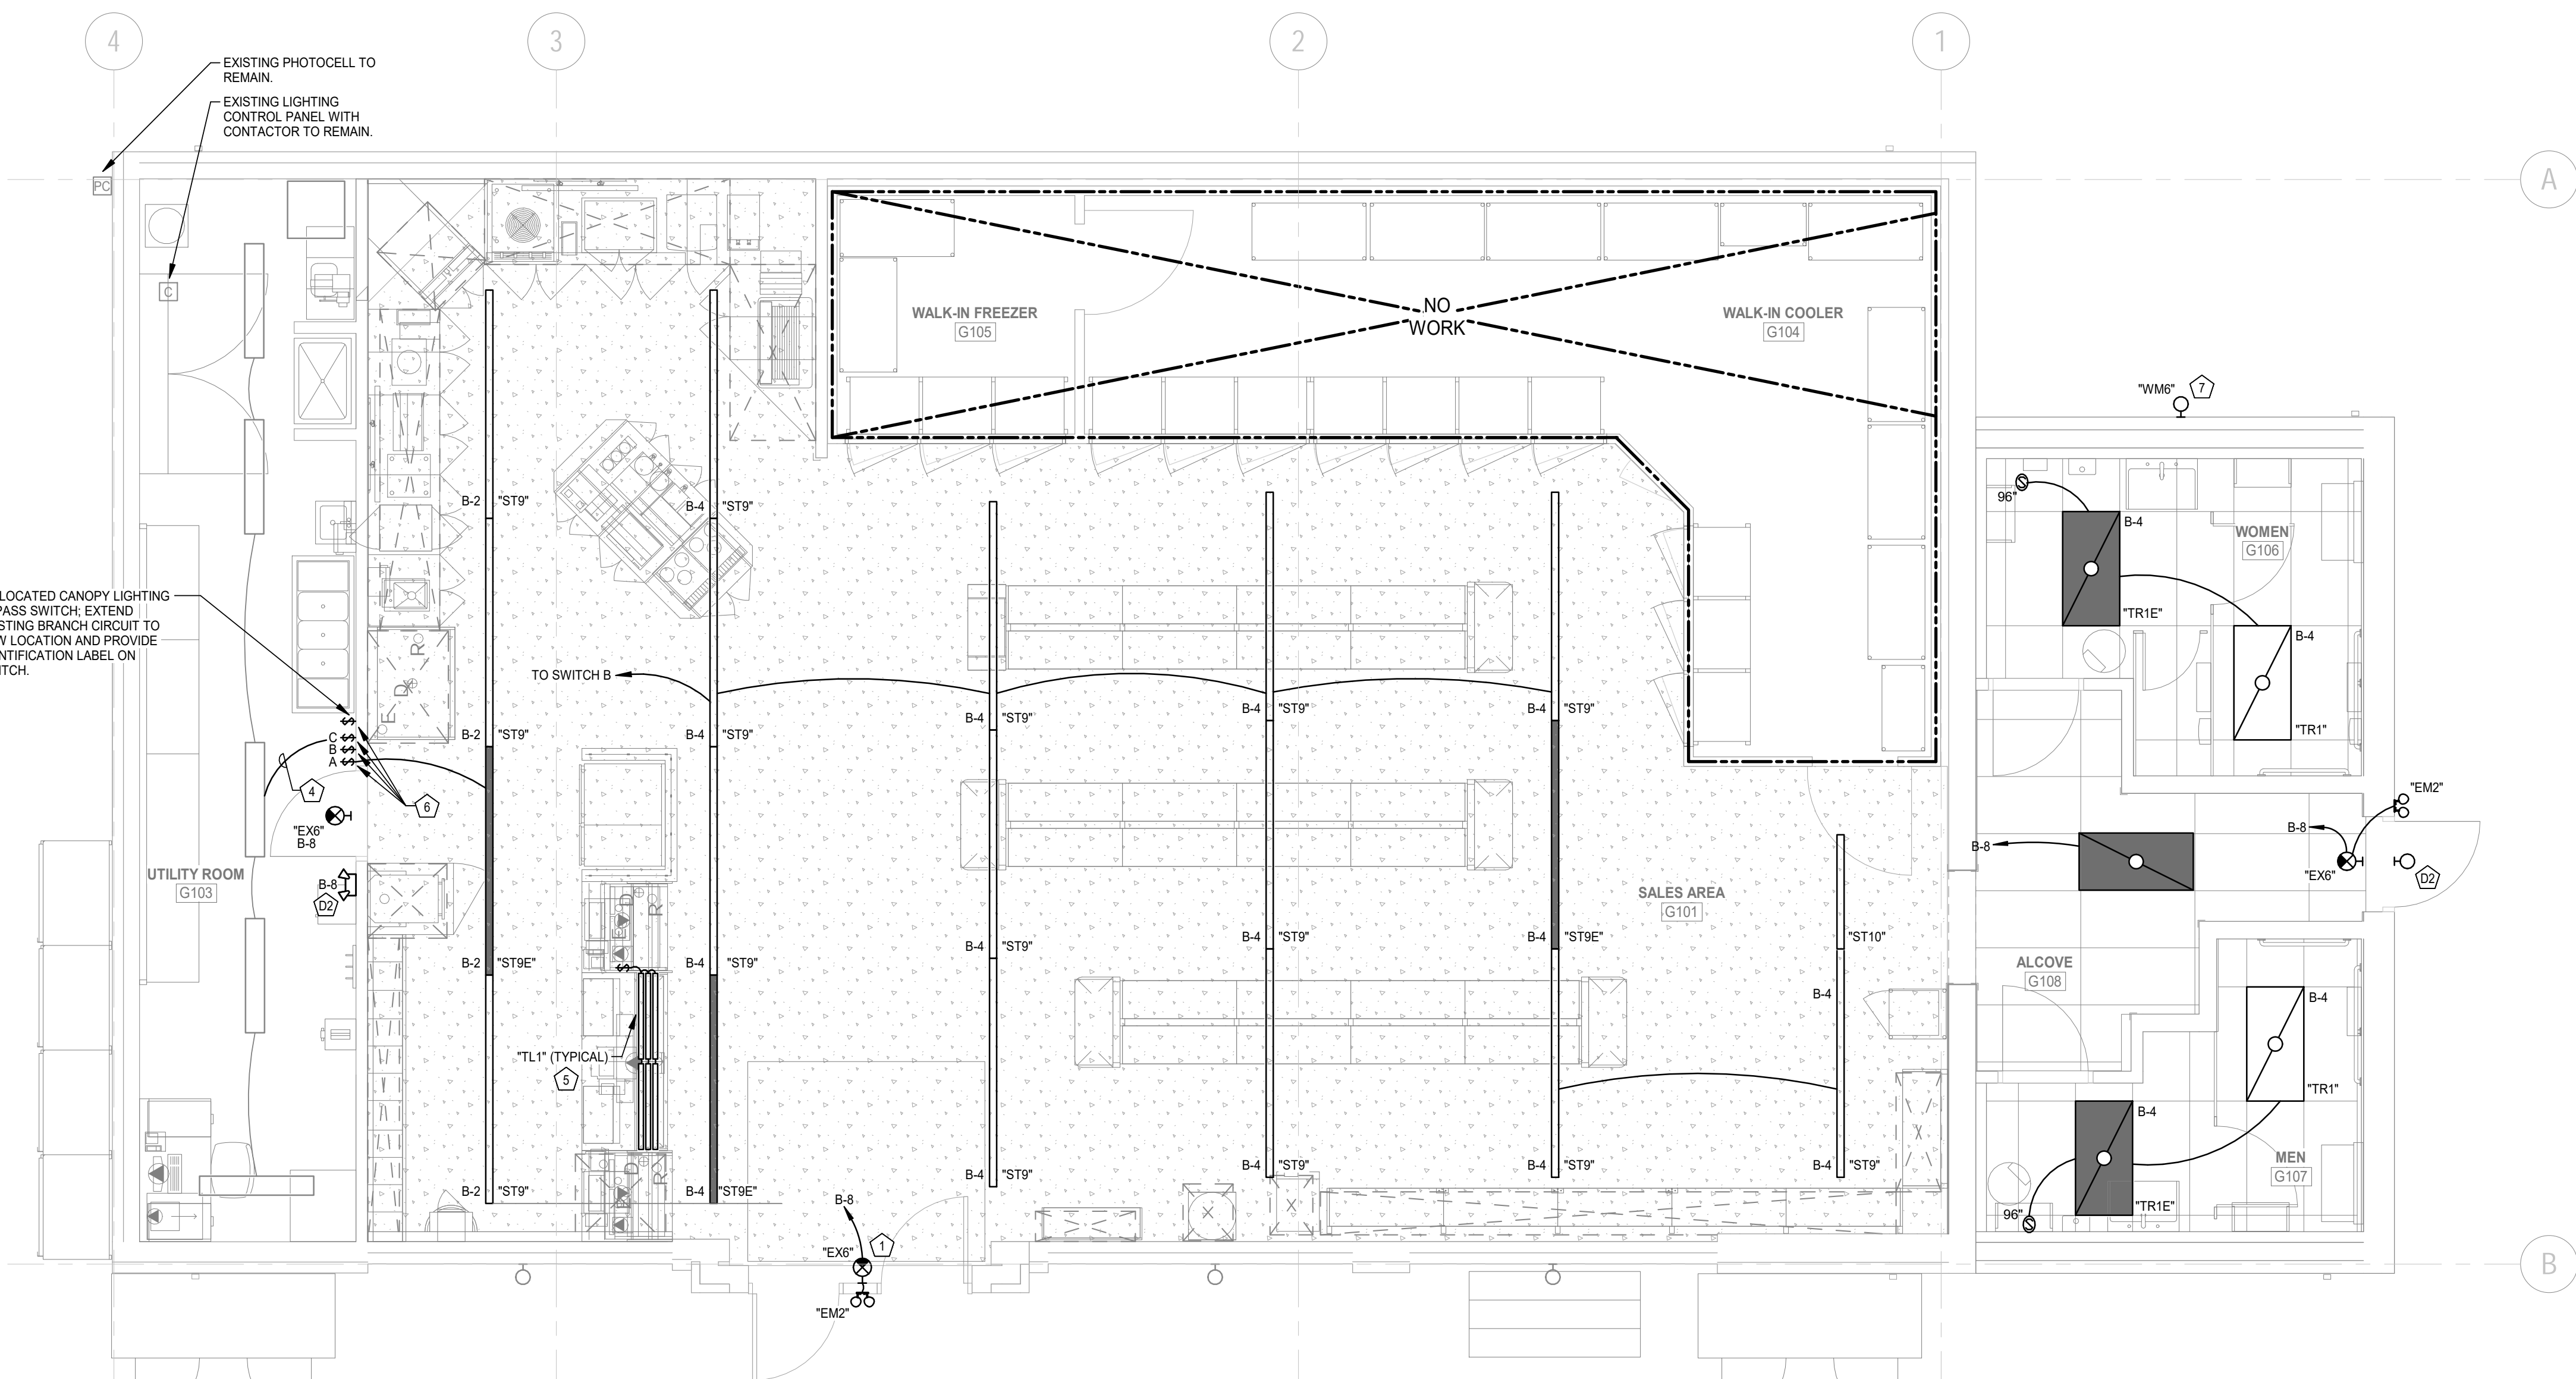 4
3
2
1
EXISTING PHOTOCELL TO
REMAIN.
EXISTING LIGHTING
CONTROL PANEL WITH
CONTACTOR TO REMAIN.
PC
A
C
NO
WORK
WALK-IN FREEZER
G105
WALK-IN COOLER
G104
"WM6" 7
B-2 "ST9"
B-4 "ST9"
96"
B-4
WOMEN
G106
"TR1E"
B-4
"TR1"
LOCATED CANOPY LIGHTING
PASS SWITCH; EXTEND
STING BRANCH CIRCUIT TO
W LOCATION AND PROVIDE
NTIFICATION LABEL ON
ITCH.
R
D
E
TO SWITCH B
$
C $
B $
A $
4
6
B-2 "ST9"
B-4 "ST9"
B-4 "ST9"
B-4 "ST9"
B-4 "ST9"
"EX6"
B-8
UTILITY ROOM
G103
B-8
D2
"EM2"
B-8
B-8
"EX6"
D2
SALES AREA
G101
D
R
E
B-2 "ST9E"
$
B-4 "ST9"
B-4 "ST9"
B-4 "ST9"
B-4 "ST9E"
"ST10"
B-4
ALCOVE
G108
B-4
"TR1"
"TL1" (TYPICAL)
5
B-4
"TR1E"
MEN
G107
96"
D
R
B-2 "ST9"
B-4 "ST9E"
B-4 "ST9"
B-4 "ST9"
B-4 "ST9"
B-4 "ST9"
B-8
"EX6" 1
"EM2"
B